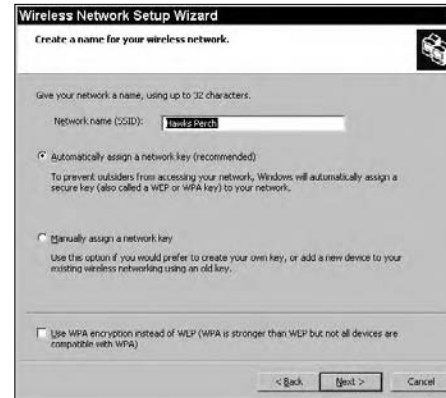 Wireless Network Setup Wizard
Create a name for your wireless network.
Give your network a name, using up to 32 characters.
Network name (SSID): Hawks Perch
Automatically assign a network key (recommended)
To prevent outsiders from accessing your network, Windows will automatically assign a
secure key (also called a WEP or WPA key) to your network.
Manually assign a network key
Use this option if you would prefer to create your own key, or add a new device to your
existing wireless networking using an old key.
Use WPA encryption instead of WEP (WPA is stronger than WEP but not all devices are
compatible with WPA)
< Back Next > Cancel